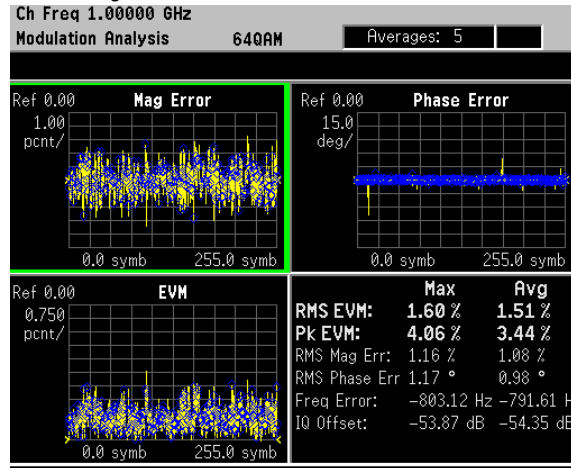 Ch Freq 1.00000 GHz
Modulation Analysis 64QAM Averages: 5
Ref 0.00 Mag Error
1.00
pcnt/
0.0 symb 255.0 symb
Ref 0.00 Phase Error
15.0
deg/
0.0 symb 255.0 symb
Ref 0.00 EVM
0.750
pcnt/
0.0 symb 255.0 symb
Max Avg
RMS EVM: 1.60 % 1.51 %
Pk EVM: 4.06 % 3.44 %
RMS Mag Err: 1.16 % 1.08 %
RMS Phase Err 1.17 ° 0.98 °
Freq Error: -803.12 Hz -791.61 H
IQ Offset: -53.87 dB -54.35 dB